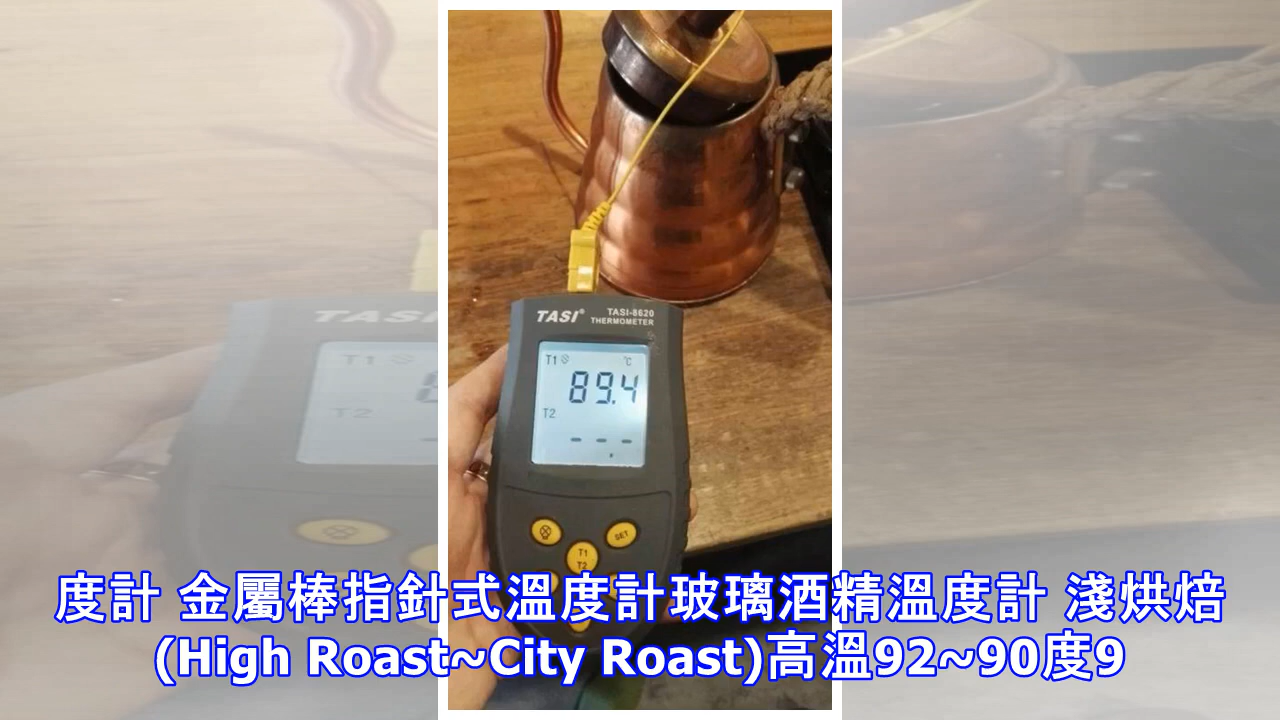 TASI®
TASI-8620
THERMOMETER
T1 ℃
89.4
T2
- - -
SET
T1
T2
度計 金屬棒指針式溫度計玻璃酒精溫度計 淺烘焙
(High Roast~City Roast)高溫92~90度9